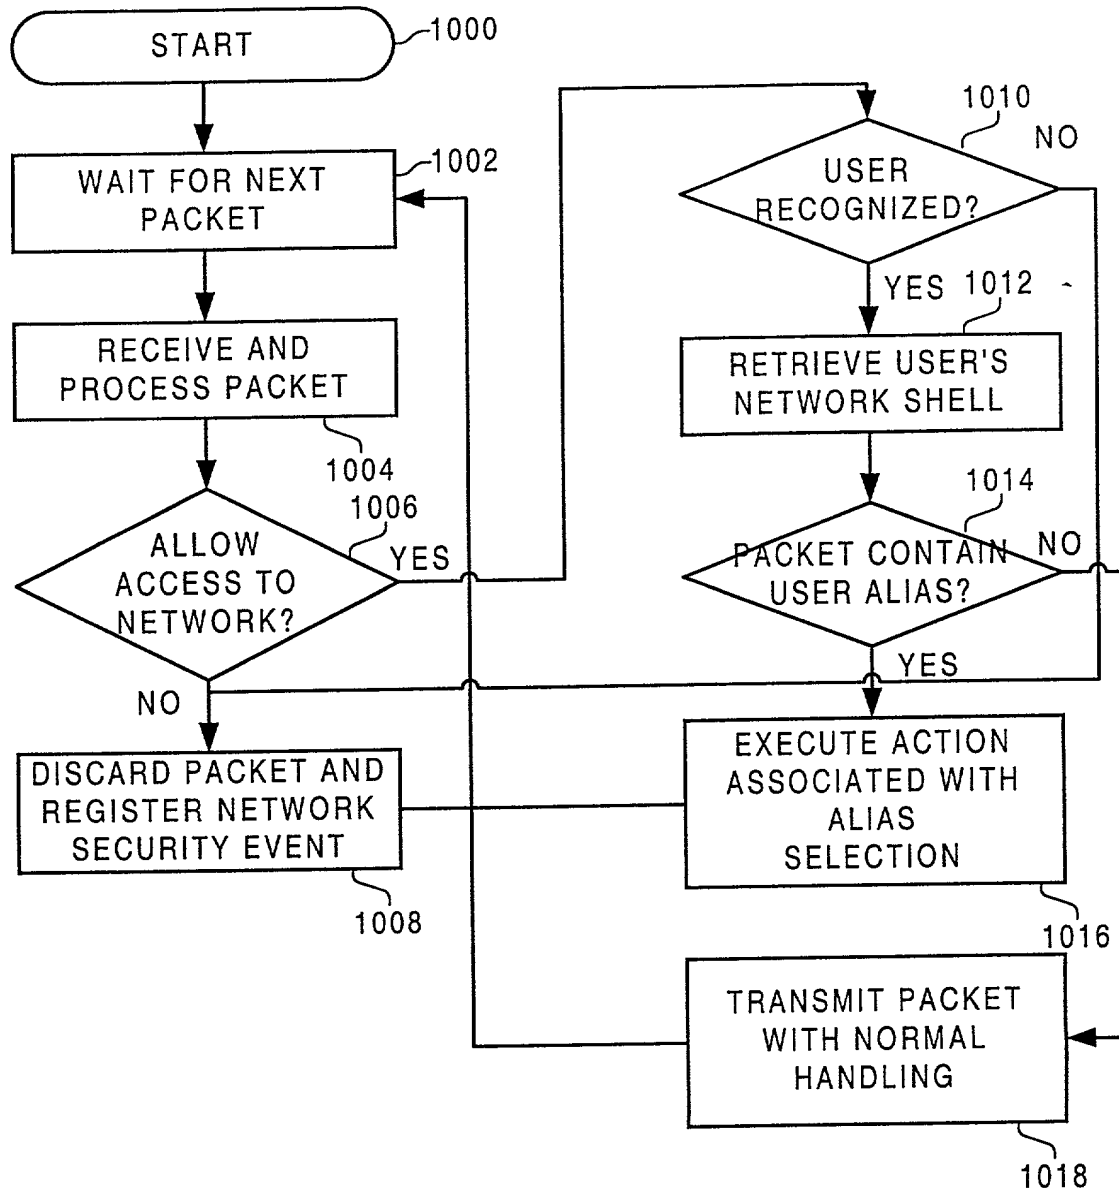 START
1000
WAIT FOR NEXT
PACKET
1002
RECEIVE AND
PROCESS PACKET
1004
ALLOW
ACCESS TO
NETWORK?
1006
YES
NO
DISCARD PACKET AND
REGISTER NETWORK
SECURITY EVENT
1008
USER
RECOGNIZED?
1010
NO
YES
1012
RETRIEVE USER'S
NETWORK SHELL
1014
PACKET CONTAIN
USER ALIAS?
NO
YES
EXECUTE ACTION
ASSOCIATED WITH
ALIAS
SELECTION
1016
TRANSMIT PACKET
WITH NORMAL
HANDLING
1018